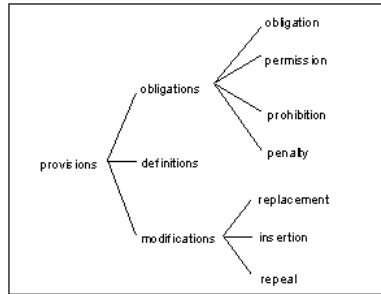 obligation
permission
obligations
prohibition
penalty
provisions
definitions
replacement
modifications
insertion
repeal